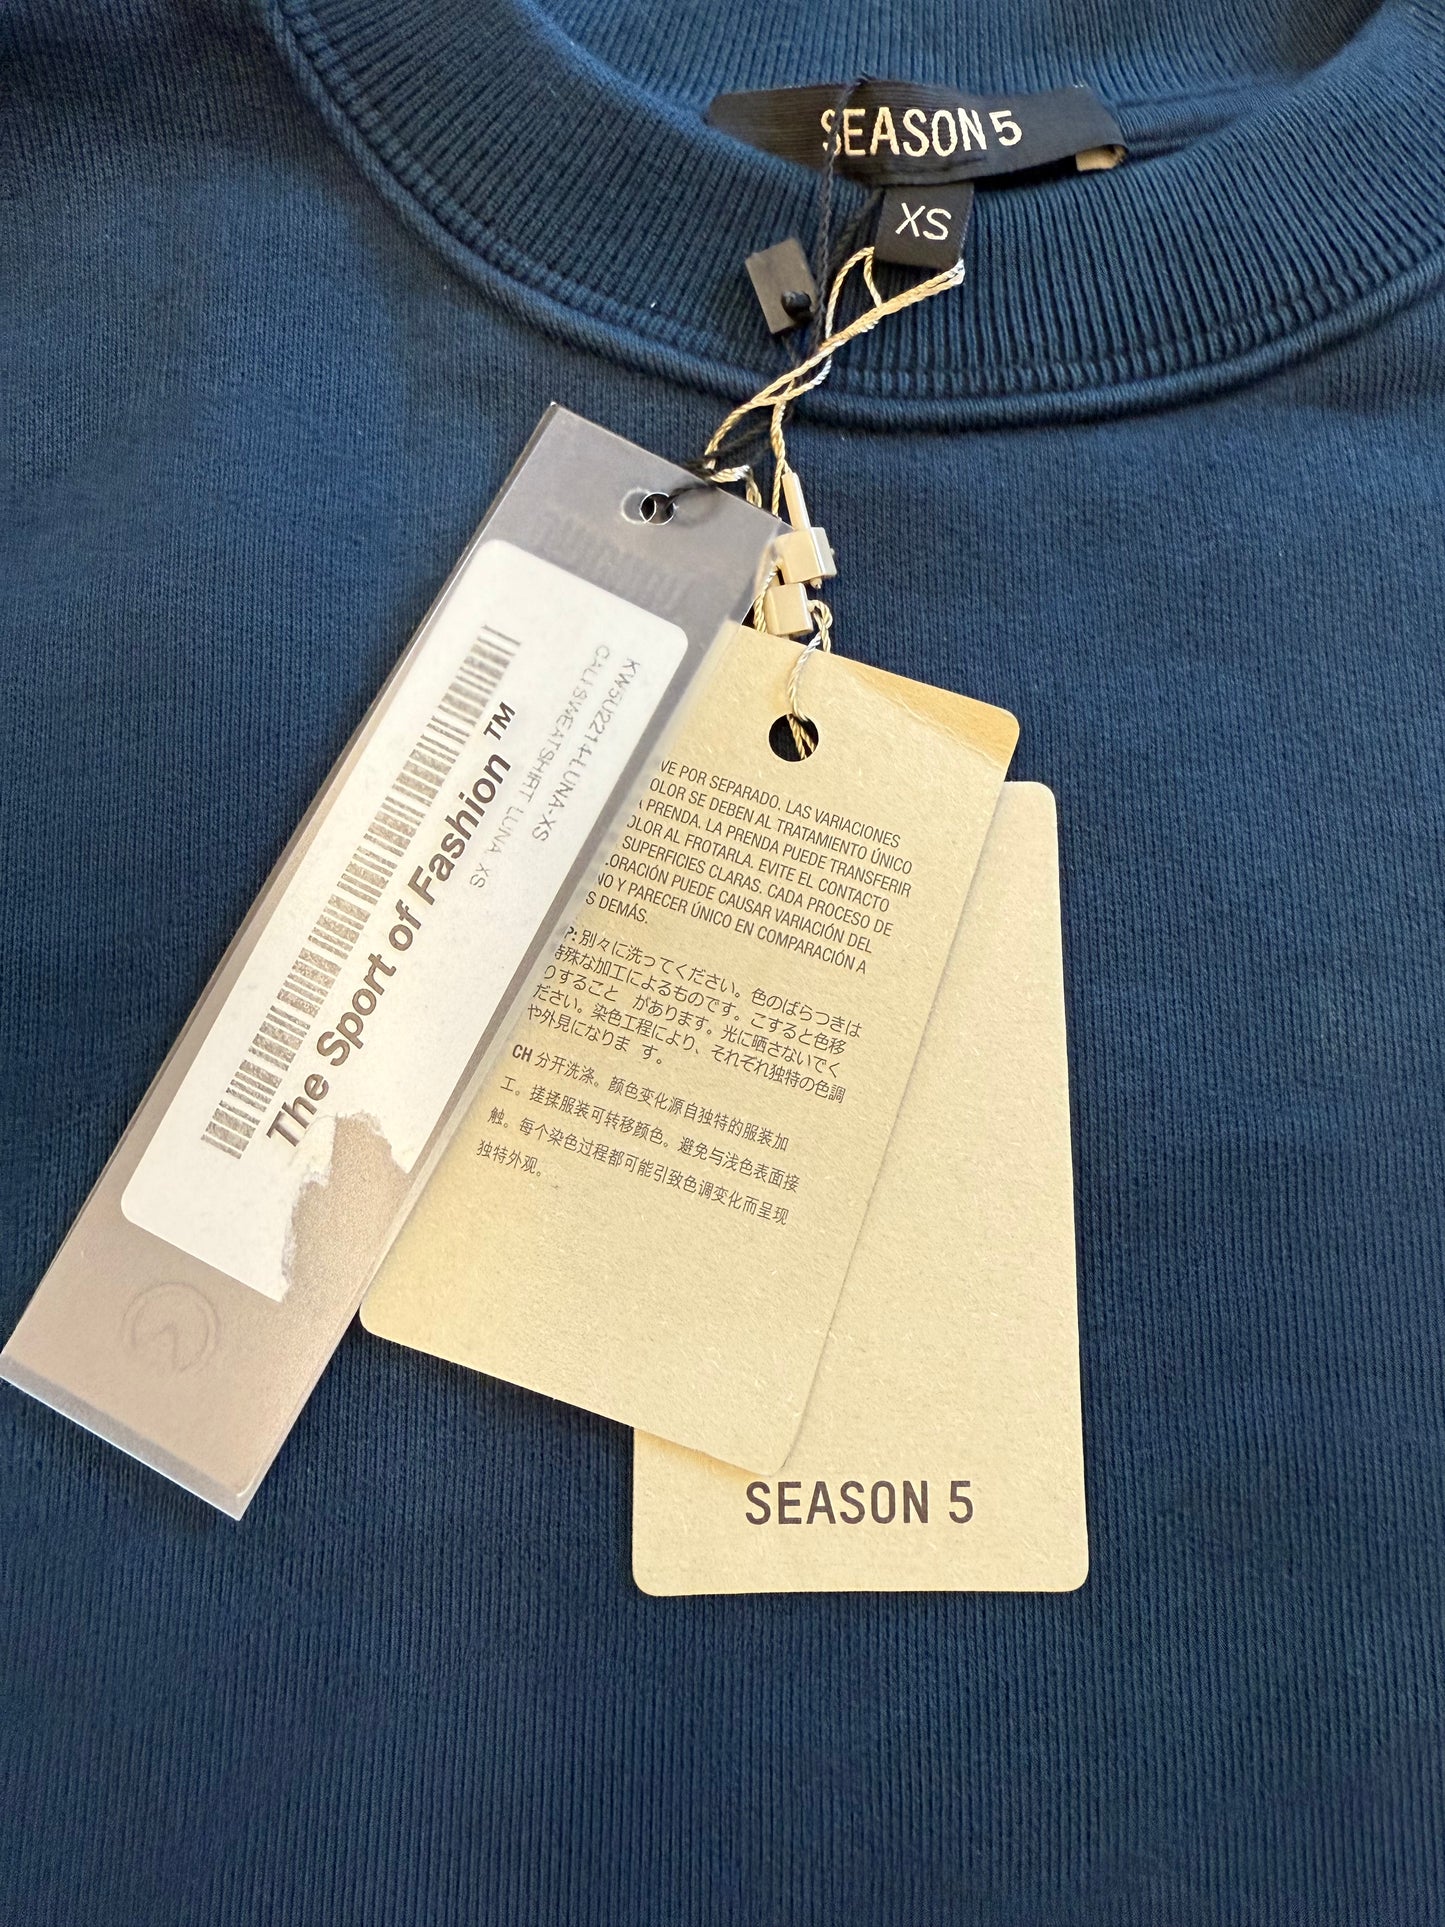 SEASON 5
XS
KW5U2214-LUNA-XS
CALI SWEATSHIRT LUNA XS
The Sport of Fashion ™
VE POR SEPARADO. LAS VARIACIONES
OLOR SE DEBEN AL TRATAMIENTO ÚNICO
A PRENDA. LA PRENDA PUEDE TRANSFERIR
OLOR AL FROTARLA. EVITE EL CONTACTO
SUPERFICIES CLARAS. CADA PROCESO DE
LORACIÓN PUEDE CAUSAR VARIACIÓN DEL
NO Y PARECER ÚNICO EN COMPARACIÓN A
S DEMÁS.
P: 別々に洗ってください。色のばらつきは
特殊な加工によるものです。こすると色移
りすること があります。光に晒さないでく
ださい。染色工程により、それぞれ独特の色調
や外見になりま す。
CH 分开洗涤。颜色变化源自独特的服装加
工。搓揉服装可转移颜色。避免与浅色表面接
触。每个染色过程都可能引致色调变化而呈现
独特外观。
SEASON 5